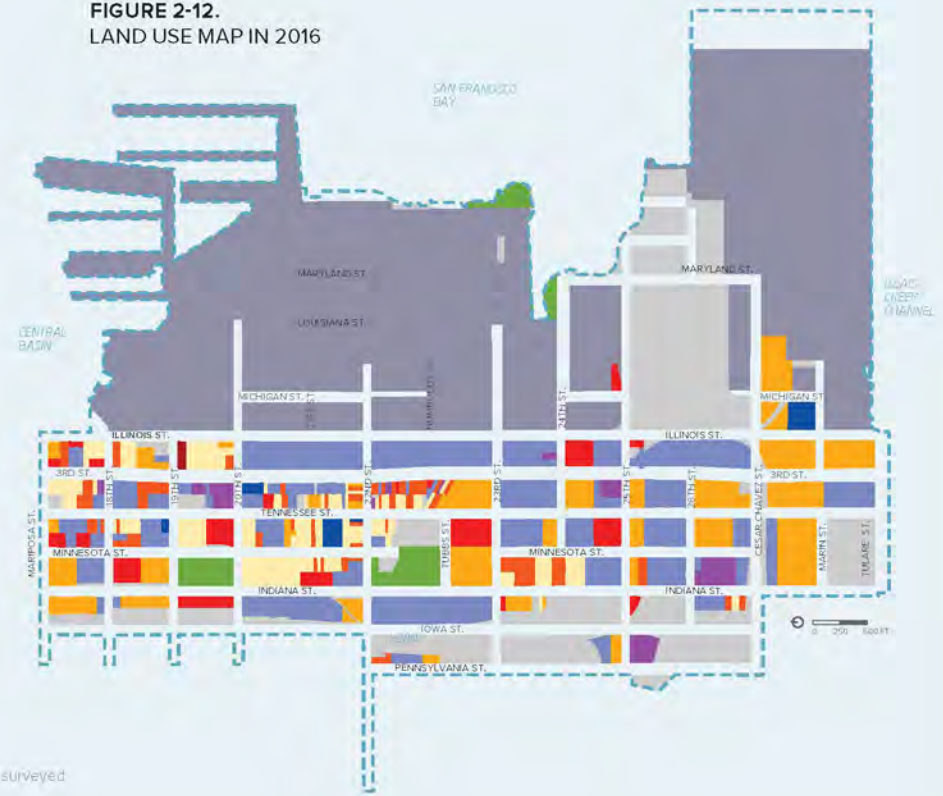 FIGURE 2-12.
LAND USE MAP IN 2016
SAN FRANCISCO
BAY
MARYLAND ST.
MARYLAND ST.
CREEK
CHANNEL
CENTRAL
BASIN
LOUISIANA ST.
MICHIGAN ST.
24TH ST.
MICHIGAN ST
ILLINOIS ST.
ILLINOIS ST.
3RD ST.
18TH ST.
19TH ST.
20TH ST.
22ND ST.
23RD ST.
25TH ST.
26TH ST.
CESAR CHAVEZ ST.
3RD ST.
TENNESSEE ST.
MARIPOSA ST.
MINNESOTA ST.
TUBBS ST.
MINNESOTA ST.
MARIN ST.
TULARE ST.
INDIANA ST.
INDIANA ST.
IOWA ST.
0 250 500 FT.
PENNSYLVANIA ST.
surveyed